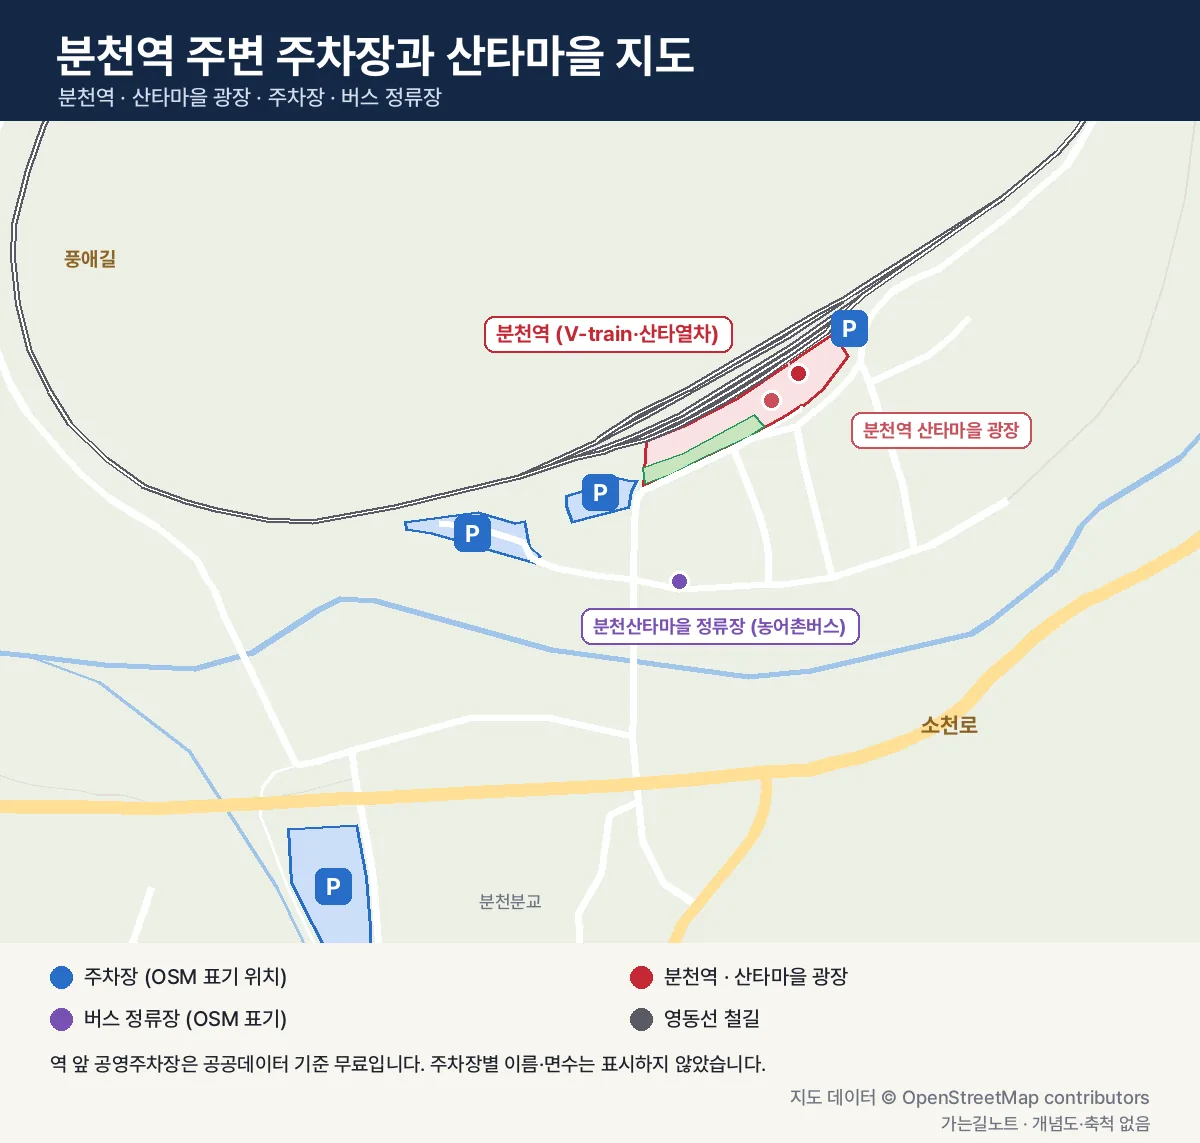 분천역 주변 주차장과 산타마을 지도
분천역 · 산타마을 광장 · 주차장 · 버스 정류장
풍애길
분천역 (V-train·산타열차)
P
분천역 산타마을 광장
P
P
분천산타마을 정류장 (농어촌버스)
소천로
P
분천분교
주차장 (OSM 표기 위치)
분천역 · 산타마을 광장
버스 정류장 (OSM 표기)
영동선 철길
역 앞 공영주차장은 공공데이터 기준 무료입니다. 주차장별 이름·면수는 표시하지 않았습니다.
지도 데이터 © OpenStreetMap contributors
가는길노트 · 개념도·축척 없음